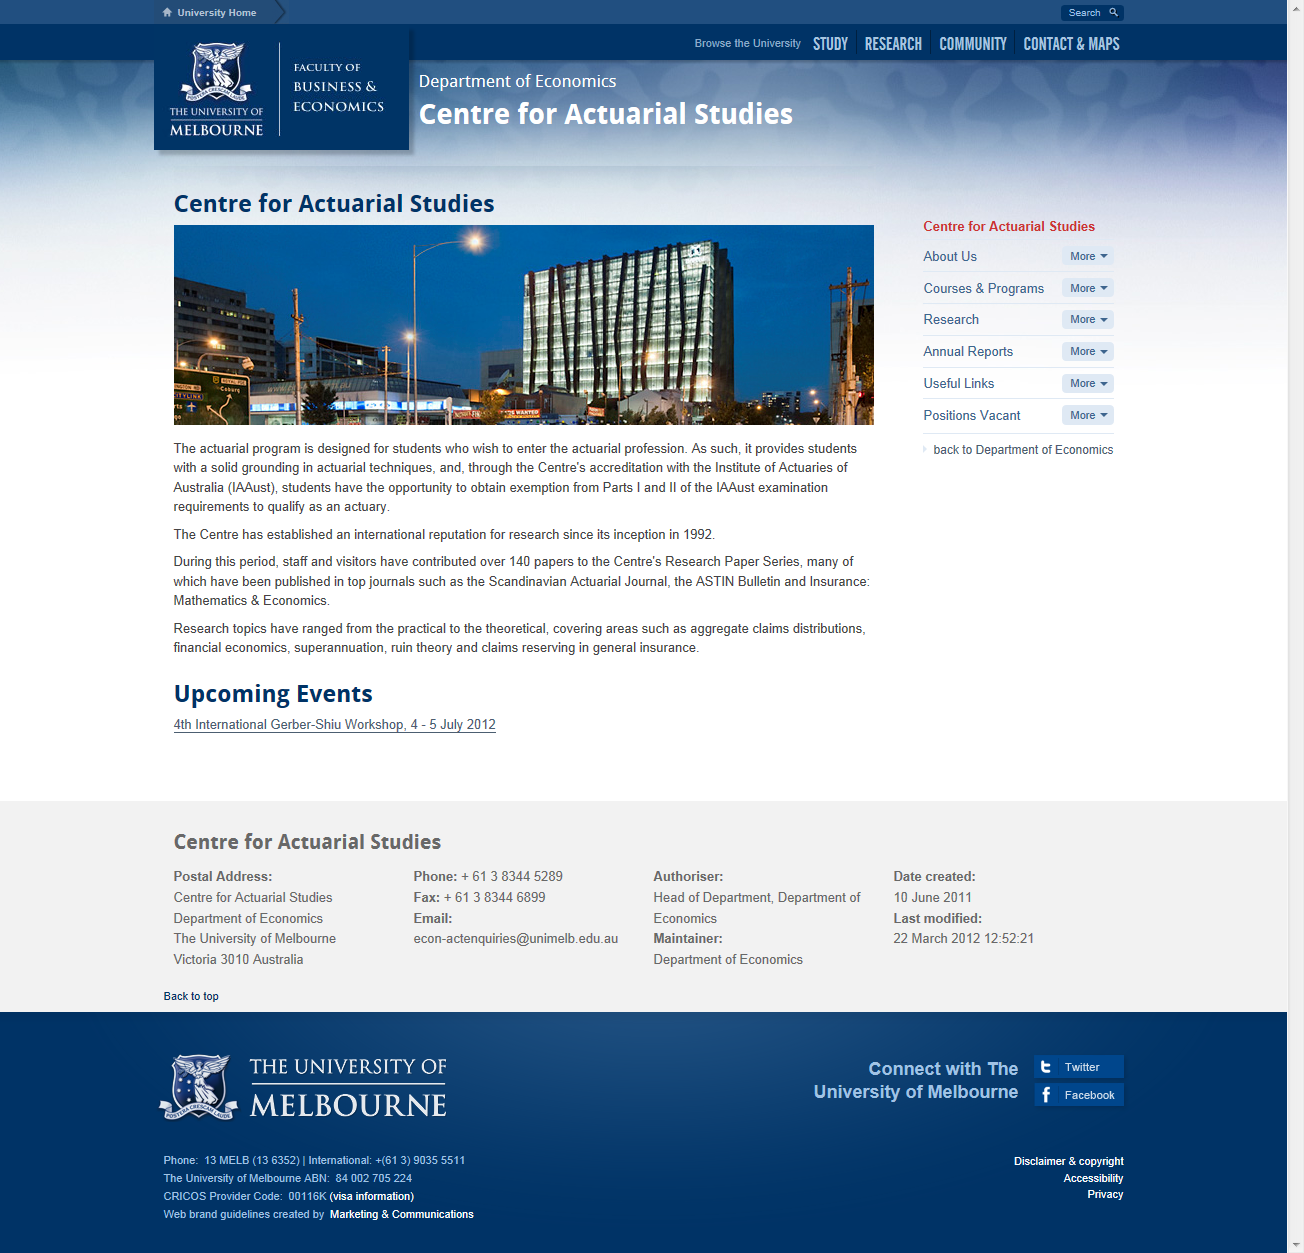 University Home
Search
Browse the University STUDY RESEARCH COMMUNITY CONTACT & MAPS
THE UNIVERSITY OF
MELBOURNE
FACULTY OF
BUSINESS &
ECONOMICS
Department of Economics
Centre for Actuarial Studies
Centre for Actuarial Studies
The actuarial program is designed for students who wish to enter the actuarial profession. As such, it provides students
with a solid grounding in actuarial techniques, and, through the Centre's accreditation with the Institute of Actuaries of
Australia (IAAust), students have the opportunity to obtain exemption from Parts I and II of the IAAust examination
requirements to qualify as an actuary.
The Centre has established an international reputation for research since its inception in 1992.
During this period, staff and visitors have contributed over 140 papers to the Centre's Research Paper Series, many of
which have been published in top journals such as the Scandinavian Actuarial Journal, the ASTIN Bulletin and Insurance:
Mathematics & Economics.
Research topics have ranged from the practical to the theoretical, covering areas such as aggregate claims distributions,
financial economics, superannuation, ruin theory and claims reserving in general insurance.
Upcoming Events
4th International Gerber-Shiu Workshop, 4 - 5 July 2012
Centre for Actuarial Studies
About Us More
Courses & Programs More
Research More
Annual Reports More
Useful Links More
Positions Vacant More
back to Department of Economics
Centre for Actuarial Studies
Postal Address:
Centre for Actuarial Studies
Department of Economics
The University of Melbourne
Victoria 3010 Australia
Phone: + 61 3 8344 5289
Fax: + 61 3 8344 6899
Email:
econ-actenquiries@unimelb.edu.au
Authoriser:
Head of Department, Department of
Economics
Maintainer:
Department of Economics
Date created:
10 June 2011
Last modified:
22 March 2012 12:52:21
Back to top
THE UNIVERSITY OF
MELBOURNE
Connect with The
University of Melbourne
Twitter
Facebook
Phone: 13 MELB (13 6352) | International: +(61 3) 9035 5511
The University of Melbourne ABN: 84 002 705 224
CRICOS Provider Code: 00116K (visa information)
Web brand guidelines created by Marketing & Communications
Disclaimer & copyright
Accessibility
Privacy